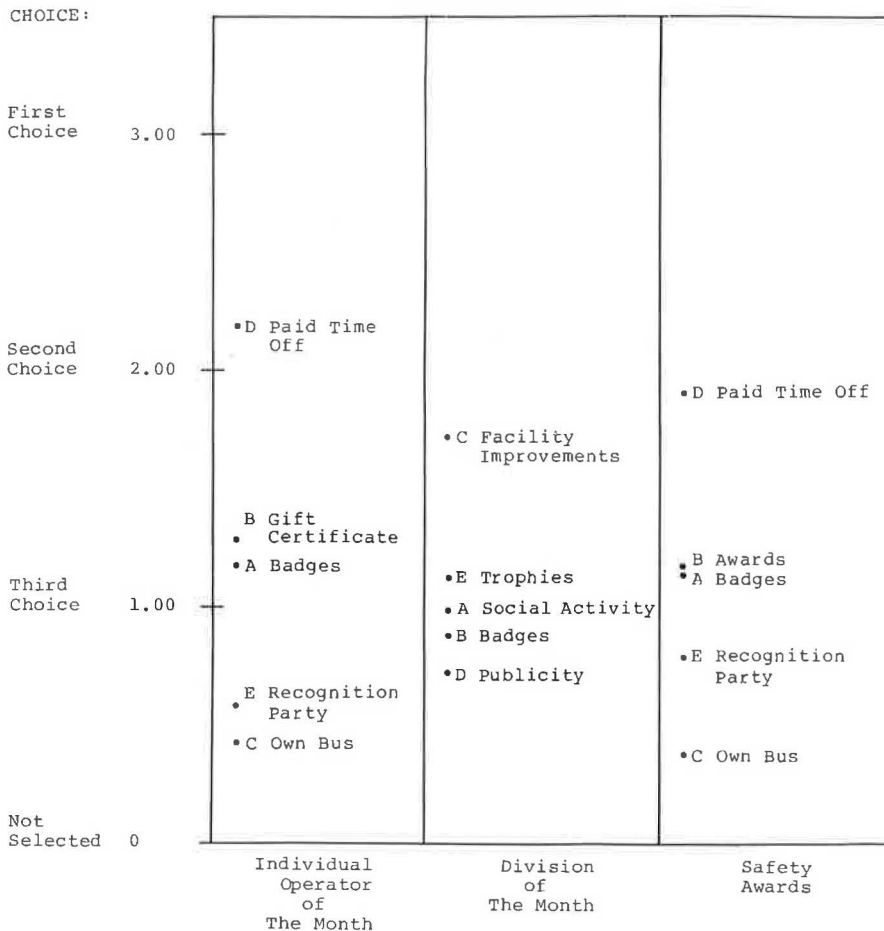 CHOICE:
First
Choice 3.00
Second
Choice 2.00
Third
Choice 1.00
Not
Selected 0
D Paid Time
Off
B Gift
Certificate
A Badges
E Recognition
Party
C Own Bus
C Facility
Improvements
E Trophies
A Social Activity
B Badges
D Publicity
D Paid Time Off
B Awards
A Badges
E Recognition
Party
C Own Bus
Individual
Operator
of
The Month
Division
of
The Month
Safety
Awards